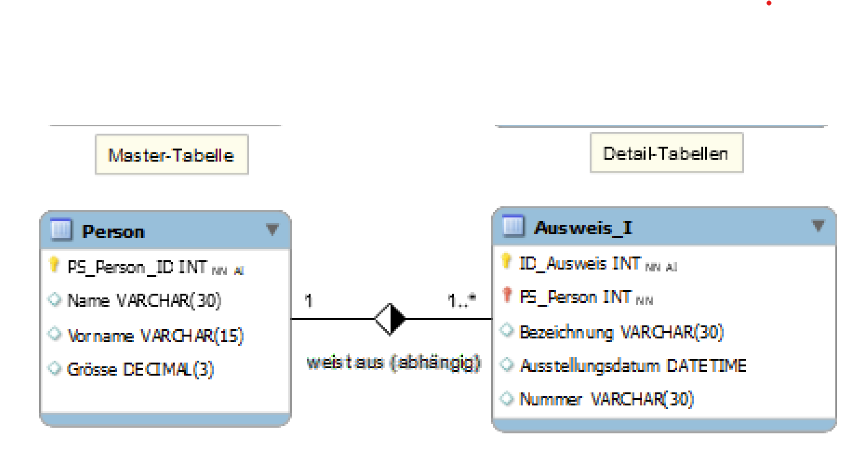 Master-Tabelle
Detail-Tabellen
Person
PS_Person_ID INT NN AI
Name VARCHAR(30)
Vorname VARCHAR(15)
Grösse DECIMAL(3)
1
1..*
weist aus (abhängig)
Ausweis_I
ID_Ausweis INT NN AI
PS_Person INT NN
Bezeichnung VARCHAR(30)
Ausstellungsdatum DATETIME
Nummer VARCHAR(30)